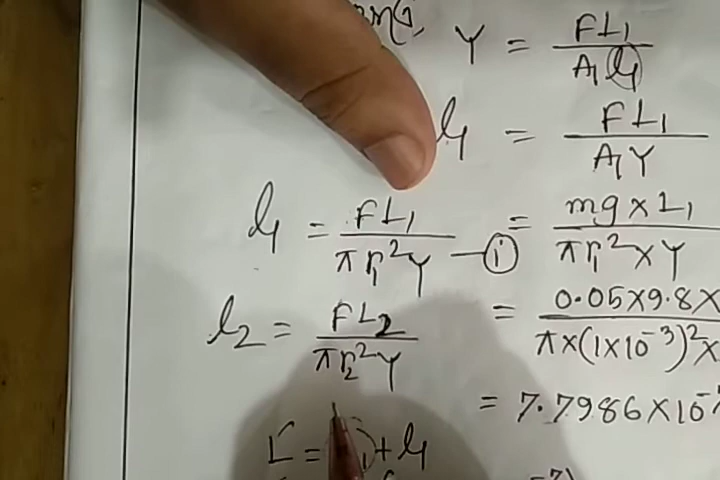 Y = FL₁ / A₁l₁
l₁ = FL₁ / A₁Y
l₁ = FL₁ / πr₁²Y —(i) = mg×L₁ / πr₁²×Y
l₂ = FL₂ / πr₂²Y = 0.05×9.8× / π×(1×10⁻³)²×
= 7.7986×10⁻
L = +l₁